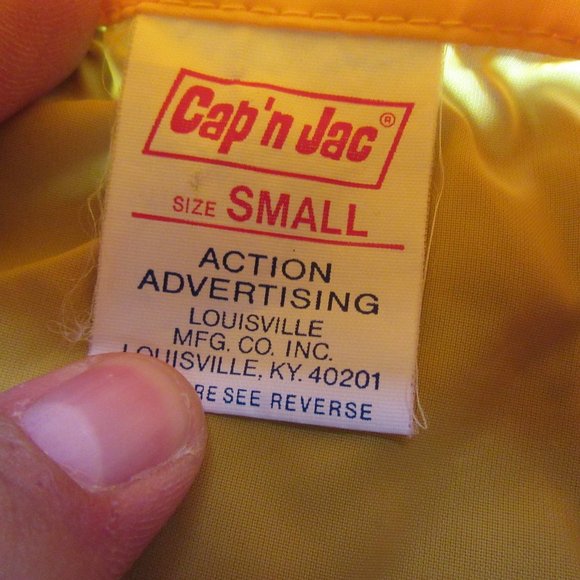 Cap'n Jac ®
SIZE SMALL
ACTION
ADVERTISING
LOUISVILLE
MFG. CO. INC.
LOUISVILLE, KY. 40201
SEE REVERSE